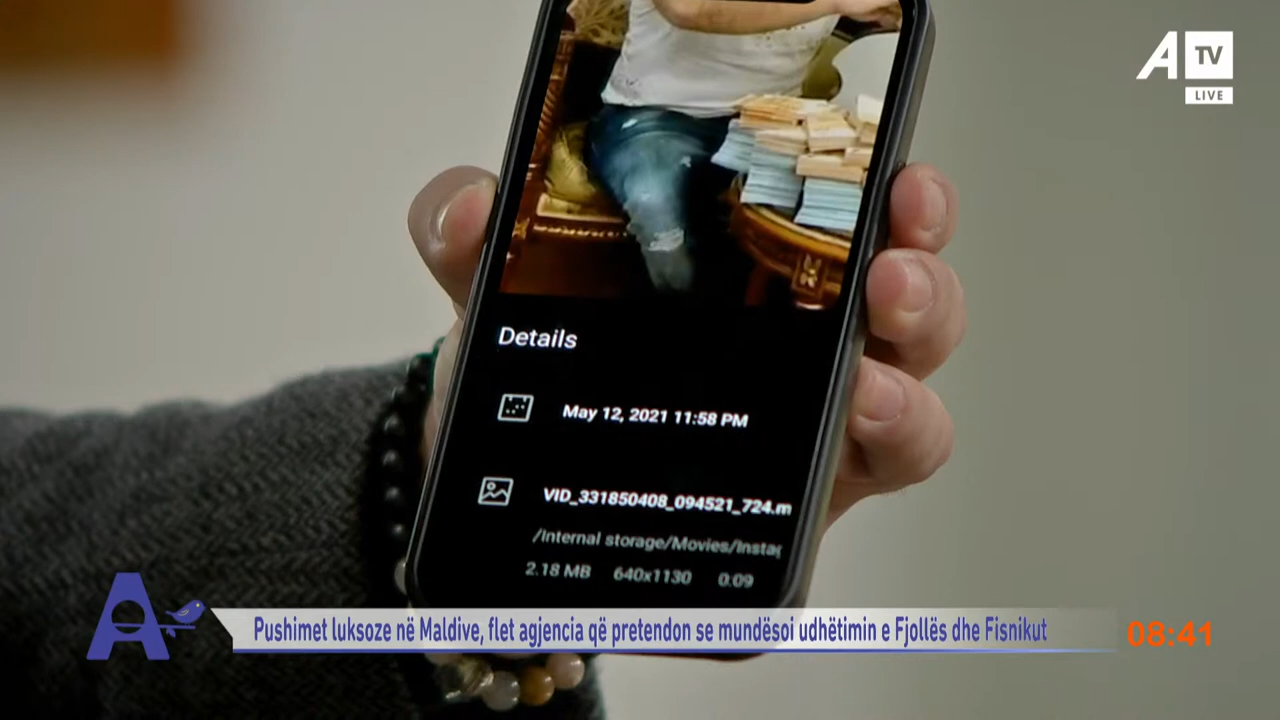 A TV
LIVE
Details
May 12, 2021 11:58 PM
VID_331850408_094521_724.m
/Internal storage/Movies/Insta
2.18 MB 640x1130 0:09
Pushimet luksoze në Maldive, flet agjencia që pretendon se mundësoi udhëtimin e Fjollës dhe Fisnikut
08:41